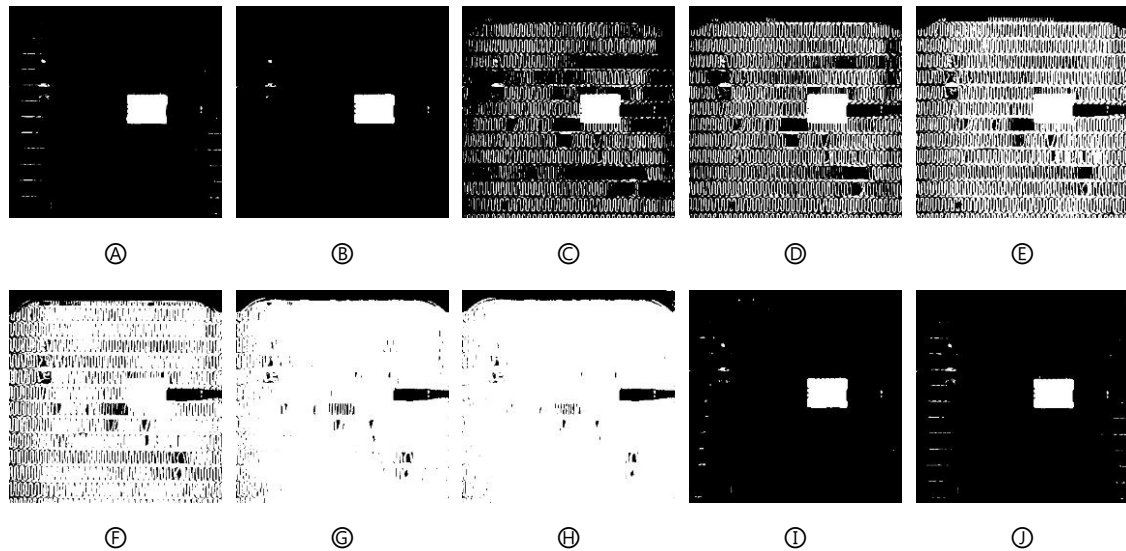 Ⓐ Ⓑ Ⓒ Ⓓ Ⓔ
Ⓕ Ⓖ Ⓗ Ⓘ Ⓙ